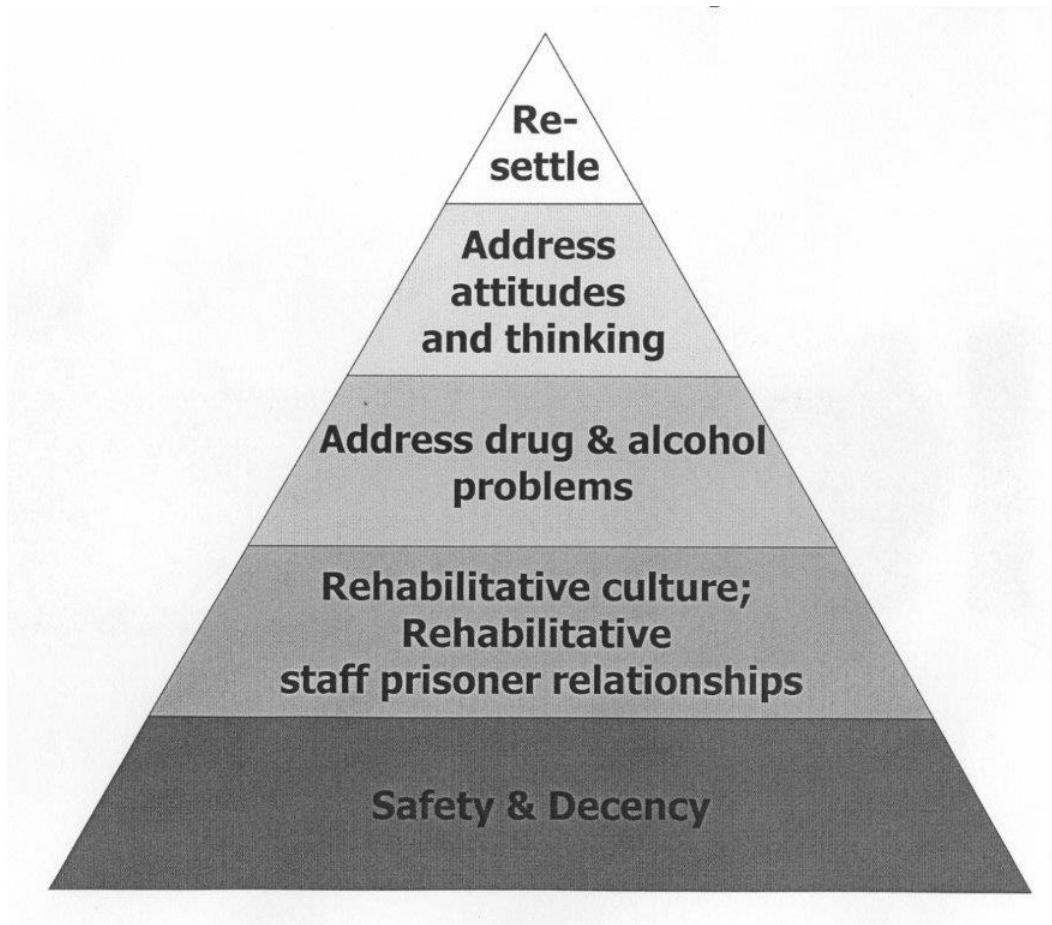 Re-
settle
Address
attitudes
and thinking
Address drug & alcohol
problems
Rehabilitative culture;
Rehabilitative
staff prisoner relationships
Safety & Decency